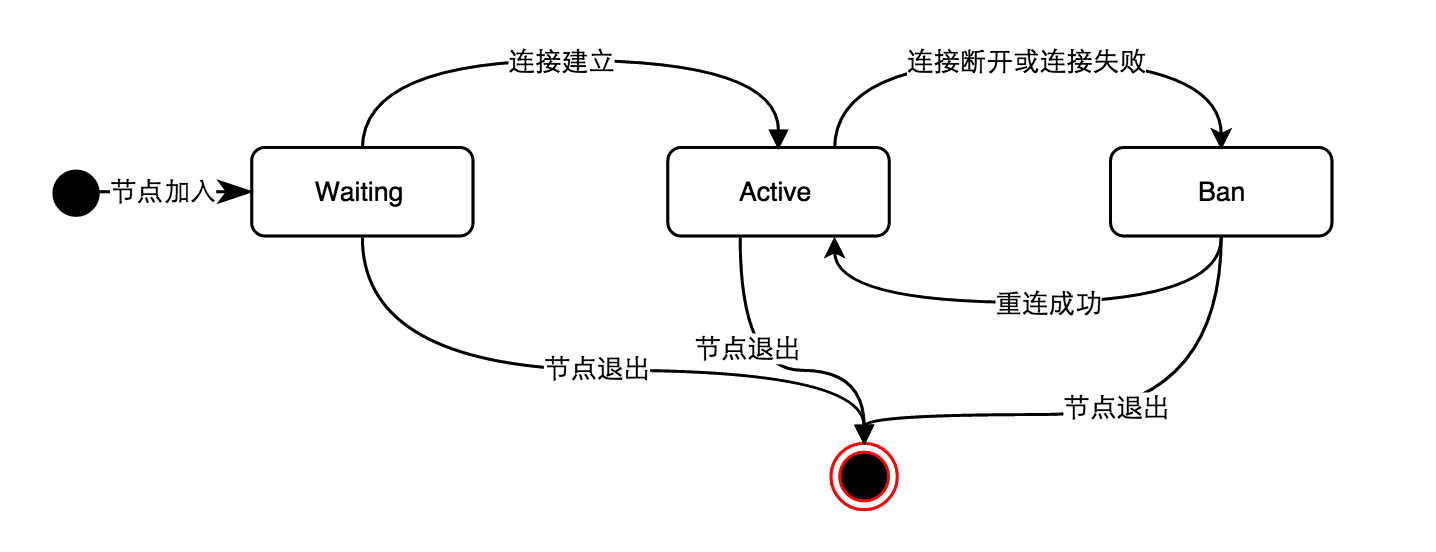 连接建立
连接断开或连接失败
节点加入
Waiting
Active
Ban
重连成功
节点退出
节点退出
节点退出